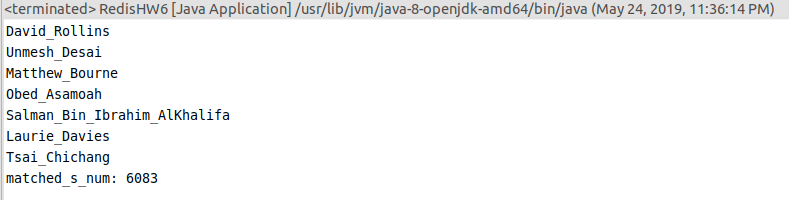 <terminated> RedisHW6 [Java Application] /usr/lib/jvm/java-8-openjdk-amd64/bin/java (May 24, 2019, 11:36:14 PM)
David_Rollins
Unmesh_Desai
Matthew_Bourne
Obed_Asamoah
Salman_Bin_Ibrahim_AlKhalifa
Laurie_Davies
Tsai_Chichang
matched_s_num: 6083